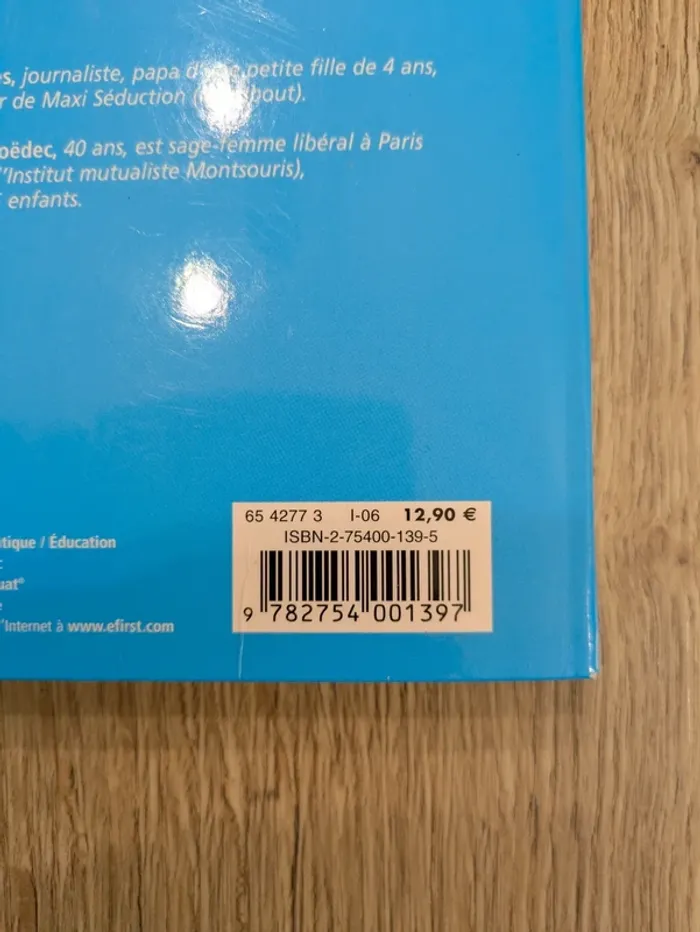 es, journaliste, papa d' petite fille de 4 ans,
r de Maxi Séduction ( bout).
oëdec, 40 ans, est sage-femme libéral à Paris
l'Institut mutualiste Montsouris),
enfants.
65 4277 3 I-06 12,90 €
ISBN-2-75400-139-5
9 782754 001397
tique / Éducation
uat®
e
l'Internet à www.efirst.com